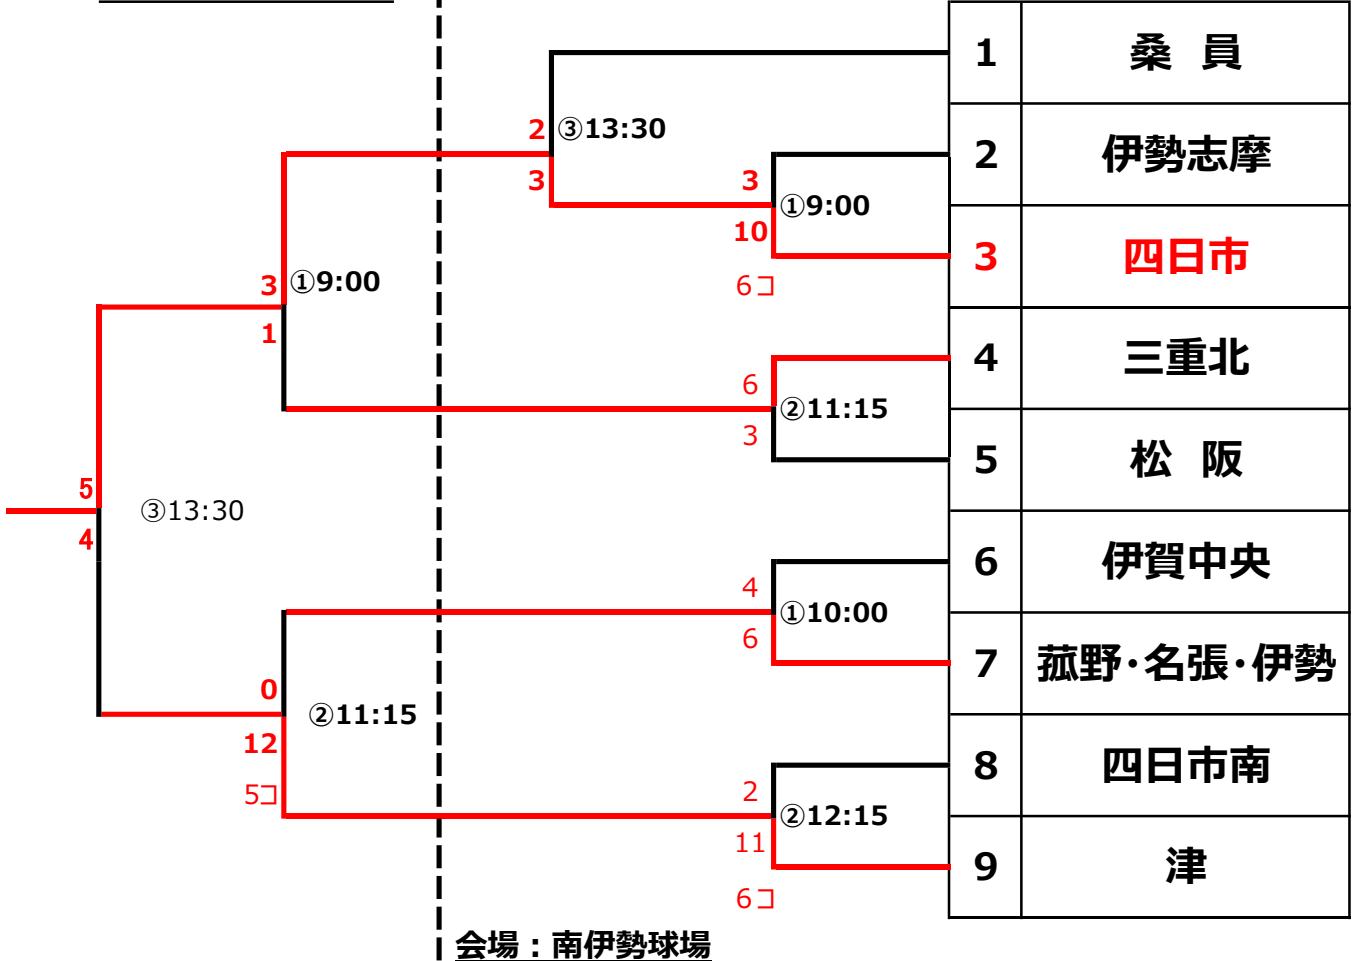 1 桑 員
2 ③13:30
3
2 伊勢志摩
3 ①9:00
10
3 四日市
6コ
3 ①9:00
1
4 三重北
6
②11:15
3
5 松 阪
5
③13:30
4
6 伊賀中央
4
①10:00
6
7 菰野・名張・伊勢
0
②11:15
12
5コ
8 四日市南
2
②12:15
11
9 津
6コ
会場：南伊勢球場